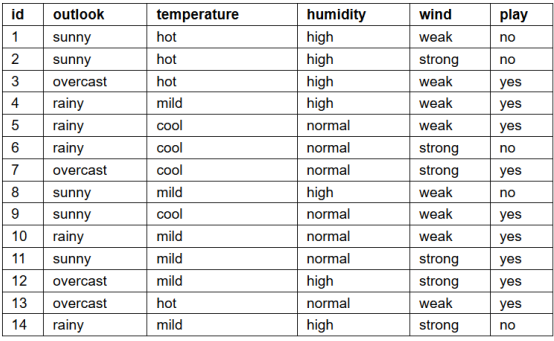 id outlook temperature humidity wind play
1 sunny hot high weak no
2 sunny hot high strong no
3 overcast hot high weak yes
4 rainy mild high weak yes
5 rainy cool normal weak yes
6 rainy cool normal strong no
7 overcast cool normal strong yes
8 sunny mild high weak no
9 sunny cool normal weak yes
10 rainy mild normal weak yes
11 sunny mild normal strong yes
12 overcast mild high strong yes
13 overcast hot normal weak yes
14 rainy mild high strong no